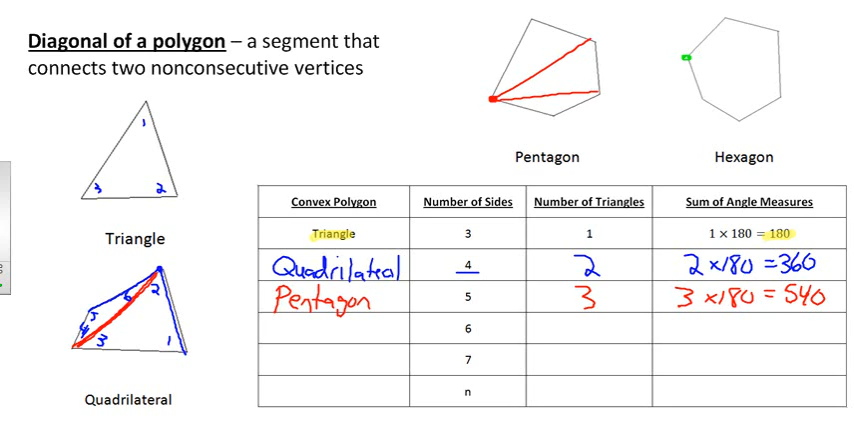 Diagonal of a polygon – a segment that
connects two nonconsecutive vertices
1
3 2
Triangle
2
6
5
4
3 1
Quadrilateral
Pentagon
Hexagon
Convex Polygon Number of Sides Number of Triangles Sum of Angle Measures
Triangle 3 1 1 × 180 = 180
Quadrilateral 4 2 2 ×180 =360
Pentagon 5 3 3 ×180 = 540
6
7
n